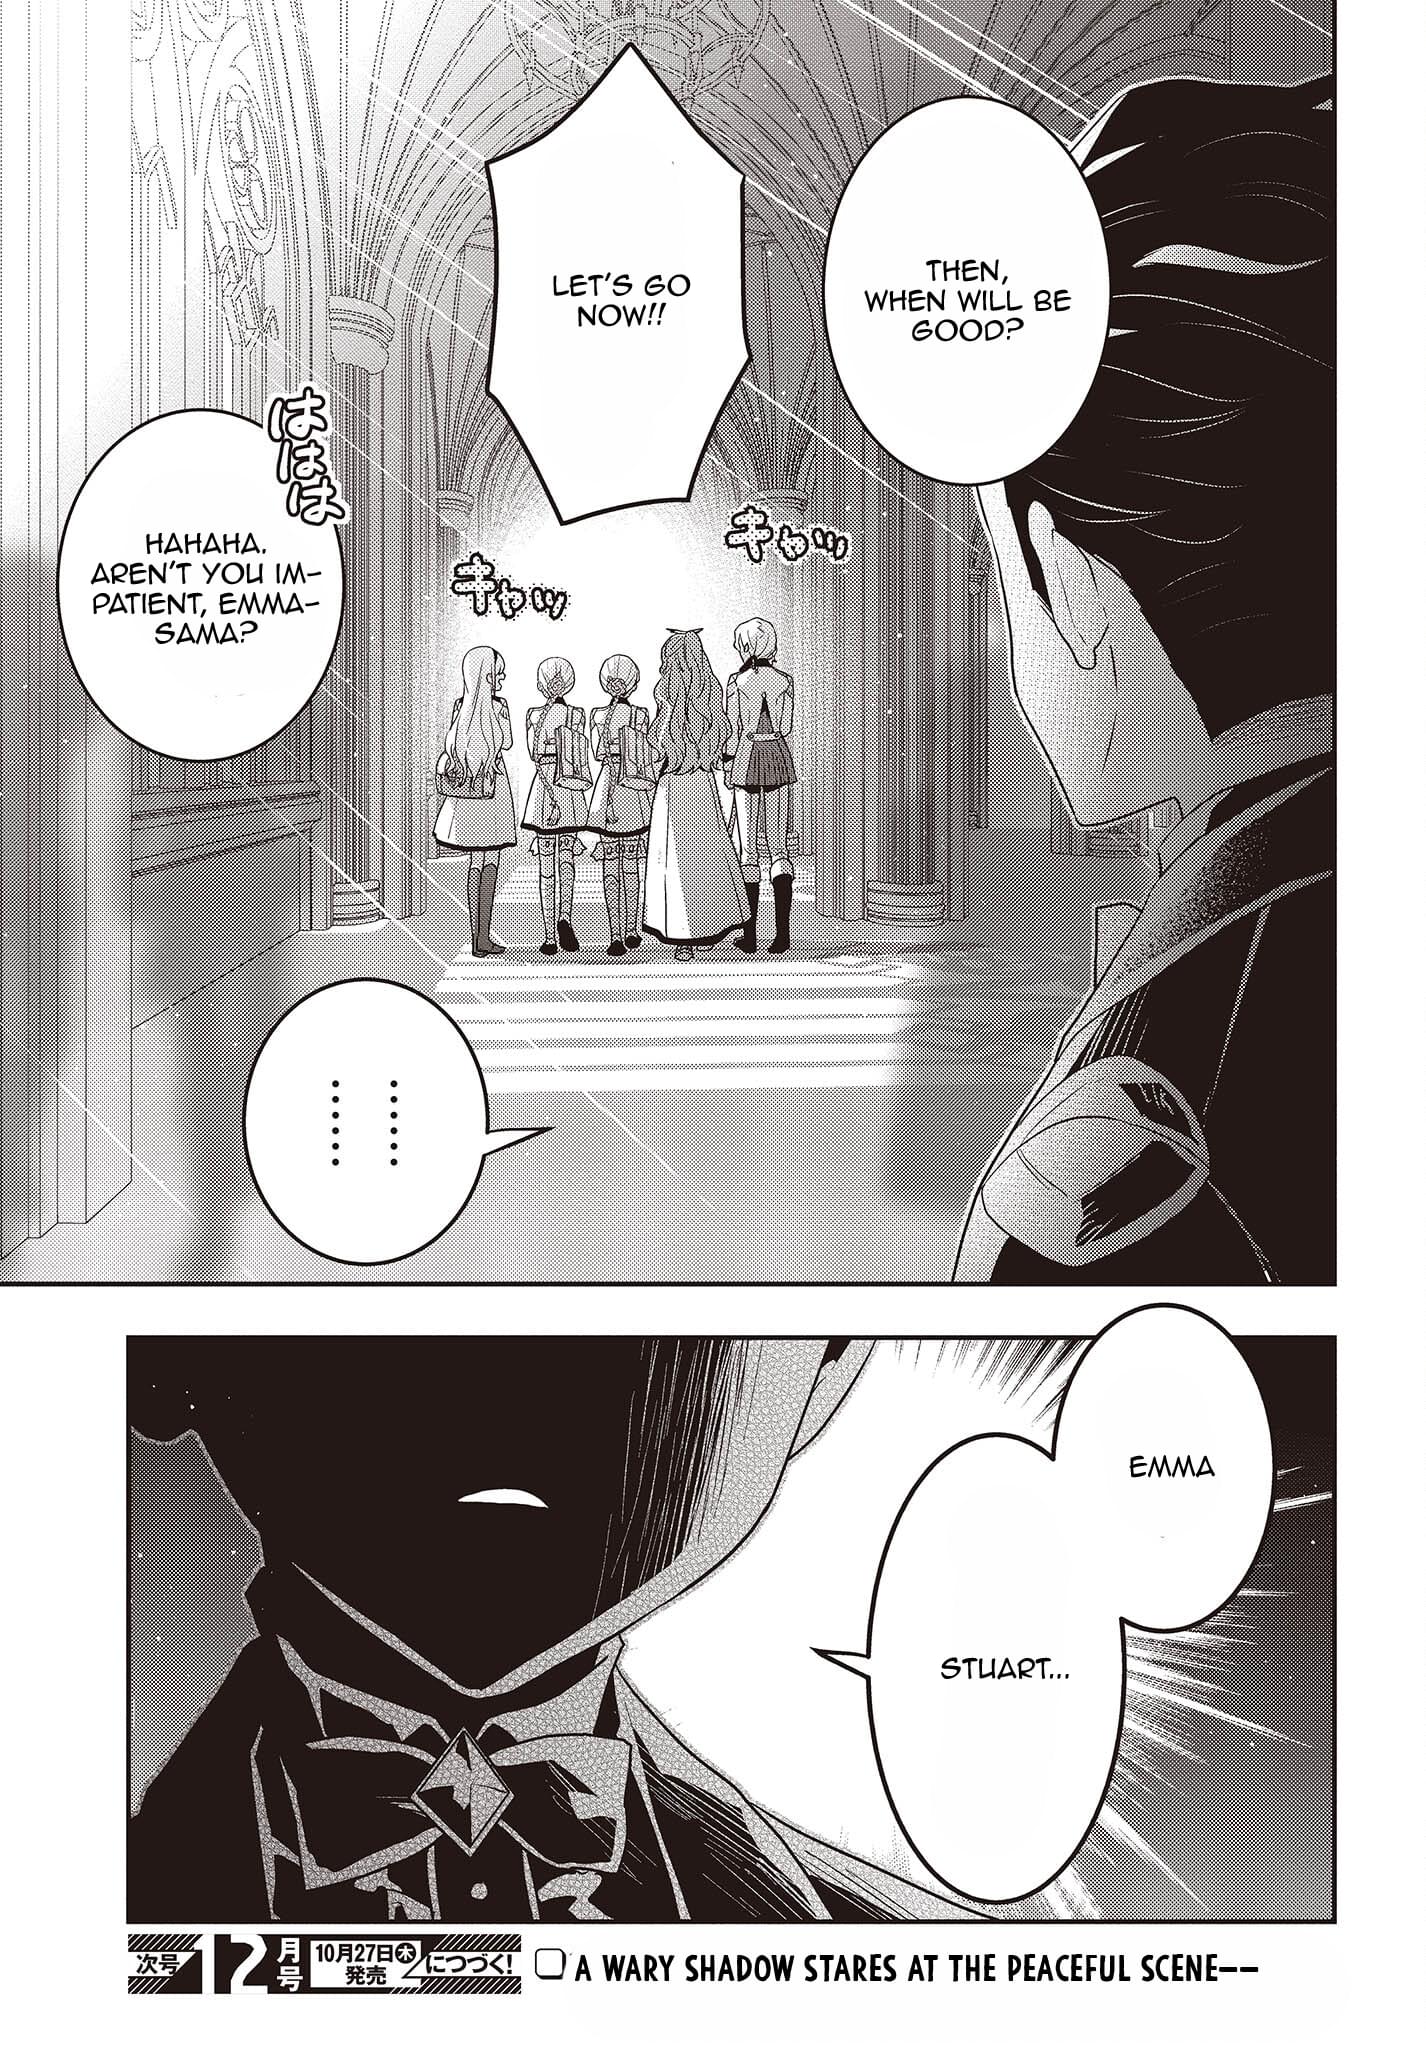 THEN,
WHEN WILL BE
GOOD?
LET'S GO
NOW!!
キャッ
キャッ
ははは
HAHAHA.
AREN'T YOU IM-
PATIENT, EMMA-
SAMA?
⋮⋮
EMMA
STUART...
次号12月号
10月27日木
発売
につづく!
A WARY SHADOW STARES AT THE PEACEFUL SCENE--